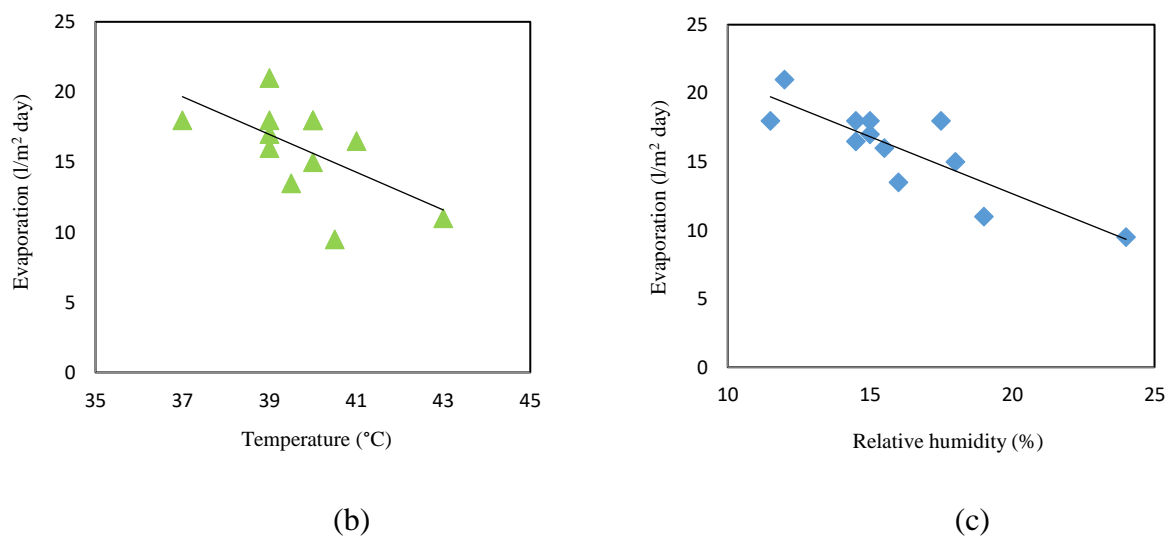 Evaporation (l/m² day)
25
20
15
10
5
0
35 37 39 41 43 45
Temperature (°C)
(b)
Evaporation (l/m² day)
25
20
15
10
5
0
10 15 20 25
Relative humidity (%)
(c)